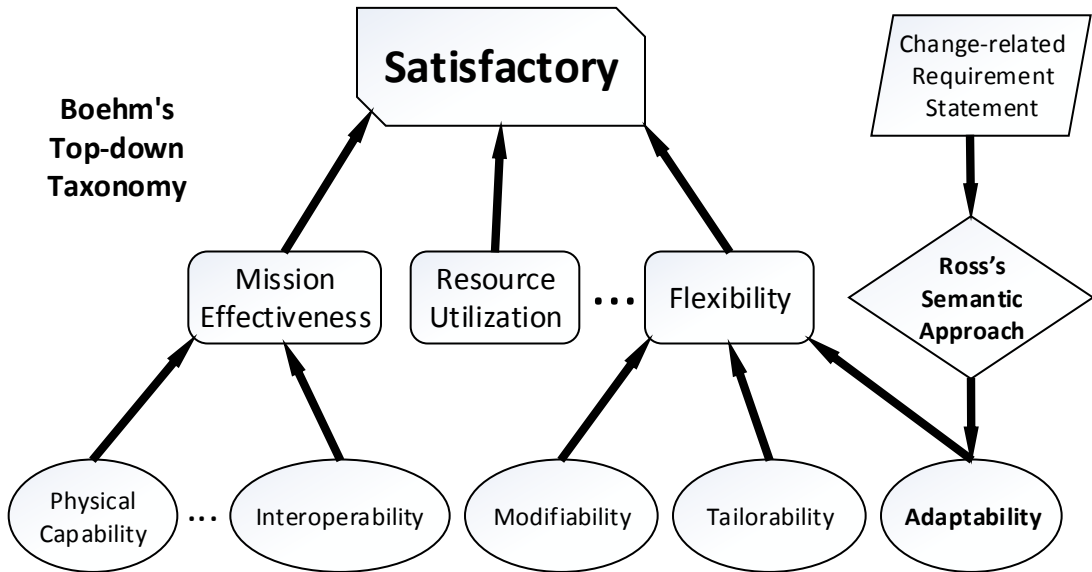 Satisfactory
Change-related
Requirement
Statement
Boehm's
Top-down
Taxonomy
Mission
Effectiveness
Resource
Utilization
...
Flexibility
Ross’s
Semantic
Approach
Physical
Capability
...
Interoperability
Modifiability
Tailorability
Adaptability